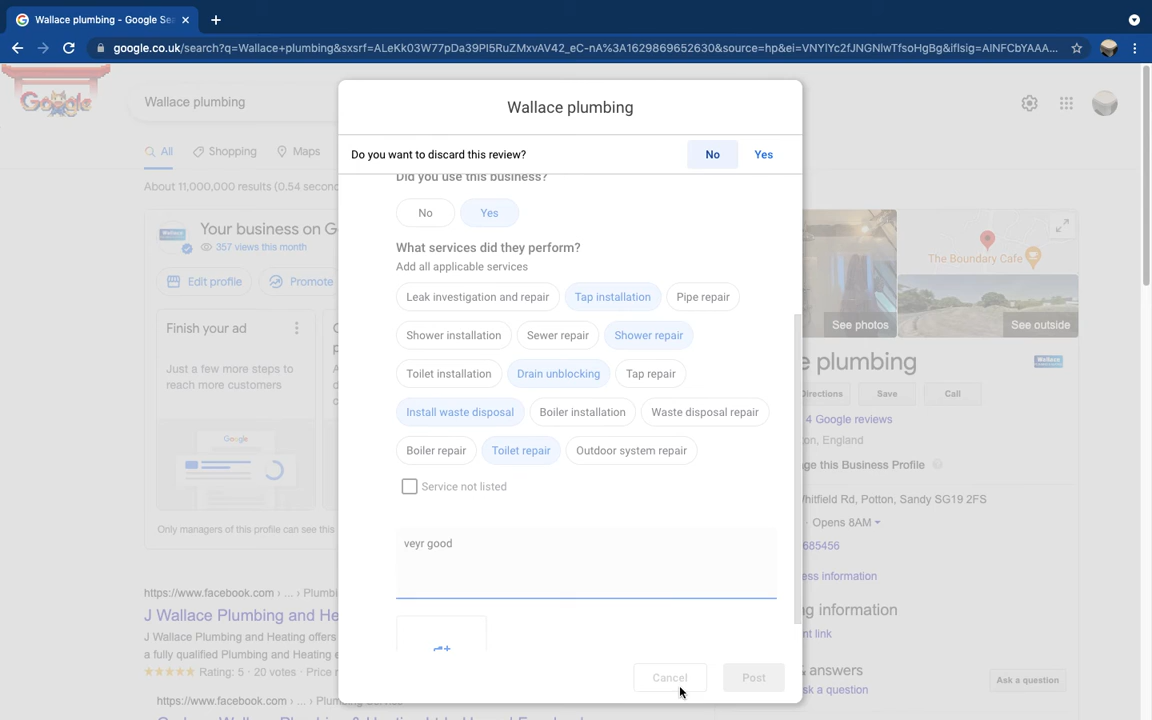 Wallace plumbing - Google Se
google.co.uk/search?q=Wallace+plumbing&sxsrf=ALeKk03W77pDa39PI5RuZMxvAV42_eC-nA%3A1629869652630&source=hp&ei=VNYlYc2fJNGNlwTfsoHgBg&iflsig=AINFCbYAAA...
Google
Wallace plumbing
All
Shopping
Maps
About 11,000,000 results (0.54 second
Your business on G
357 views this month
Edit profile
Promote
Finish your ad
Just a few more steps to
reach more customers
Google
Only managers of this profile can see this
https://www.facebook.com › ... › Plumbi
J Wallace Plumbing and He
J Wallace Plumbing and Heating offers
a fully qualified Plumbing and Heating e
Rating: 5 · 20 votes · Price r
https://www.facebook.com › ... › Plumbing Service
Wallace plumbing
Do you want to discard this review?
No
Yes
Did you use this business?
No
Yes
What services did they perform?
Add all applicable services
Leak investigation and repair
Tap installation
Pipe repair
Shower installation
Sewer repair
Shower repair
Toilet installation
Drain unblocking
Tap repair
Install waste disposal
Boiler installation
Waste disposal repair
Boiler repair
Toilet repair
Outdoor system repair
Service not listed
veyr good
Cancel
Post
The Boundary Cafe
See photos
See outside
e plumbing
Wallace
Directions
Save
Call
4 Google reviews
on, England
ge this Business Profile
hitfield Rd, Potton, Sandy SG19 2FS
· Opens 8AM
685456
ess information
ng information
nt link
& answers
sk a question
Ask a question